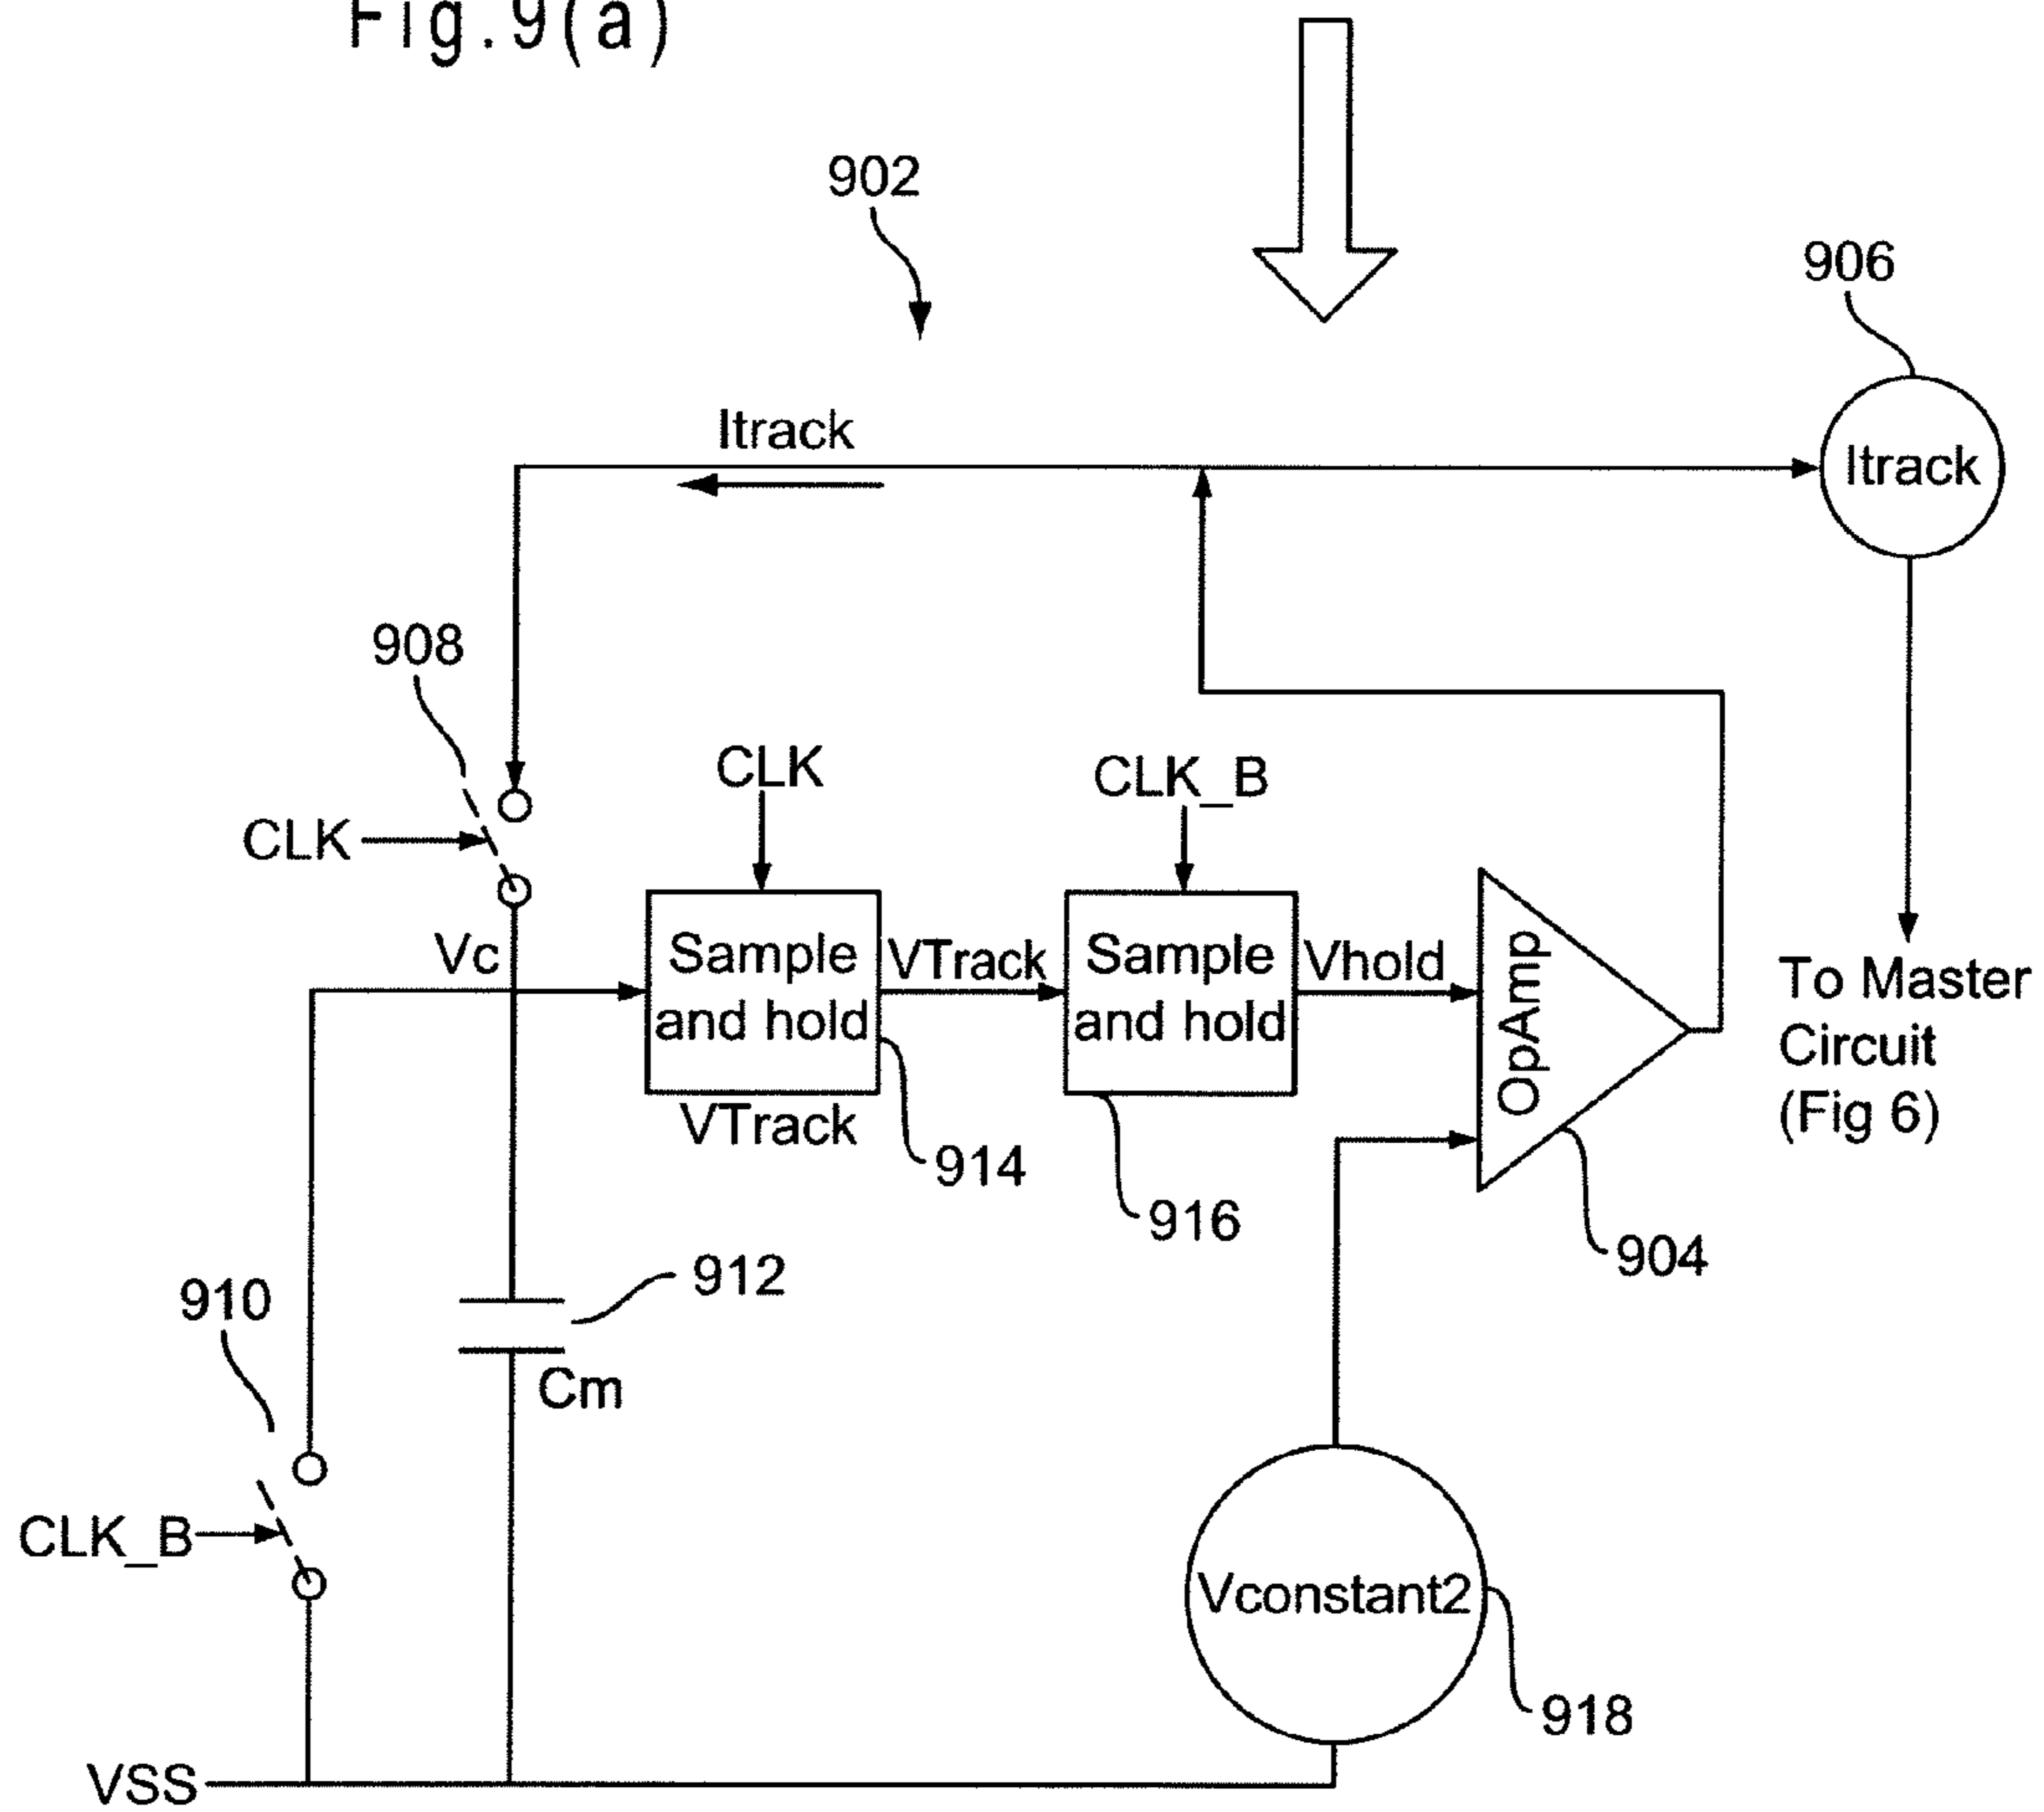 Fig.9(a)
902
906
Itrack
Itrack
908
CLK
CLK_B
CLK
Vc
Sample
and hold
VTrack
VTrack
Sample
and hold
Vhold
OpAmp
To Master
Circuit
(Fig 6)
914
916
904
912
910
Cm
CLK_B
Vconstant2
918
VSS